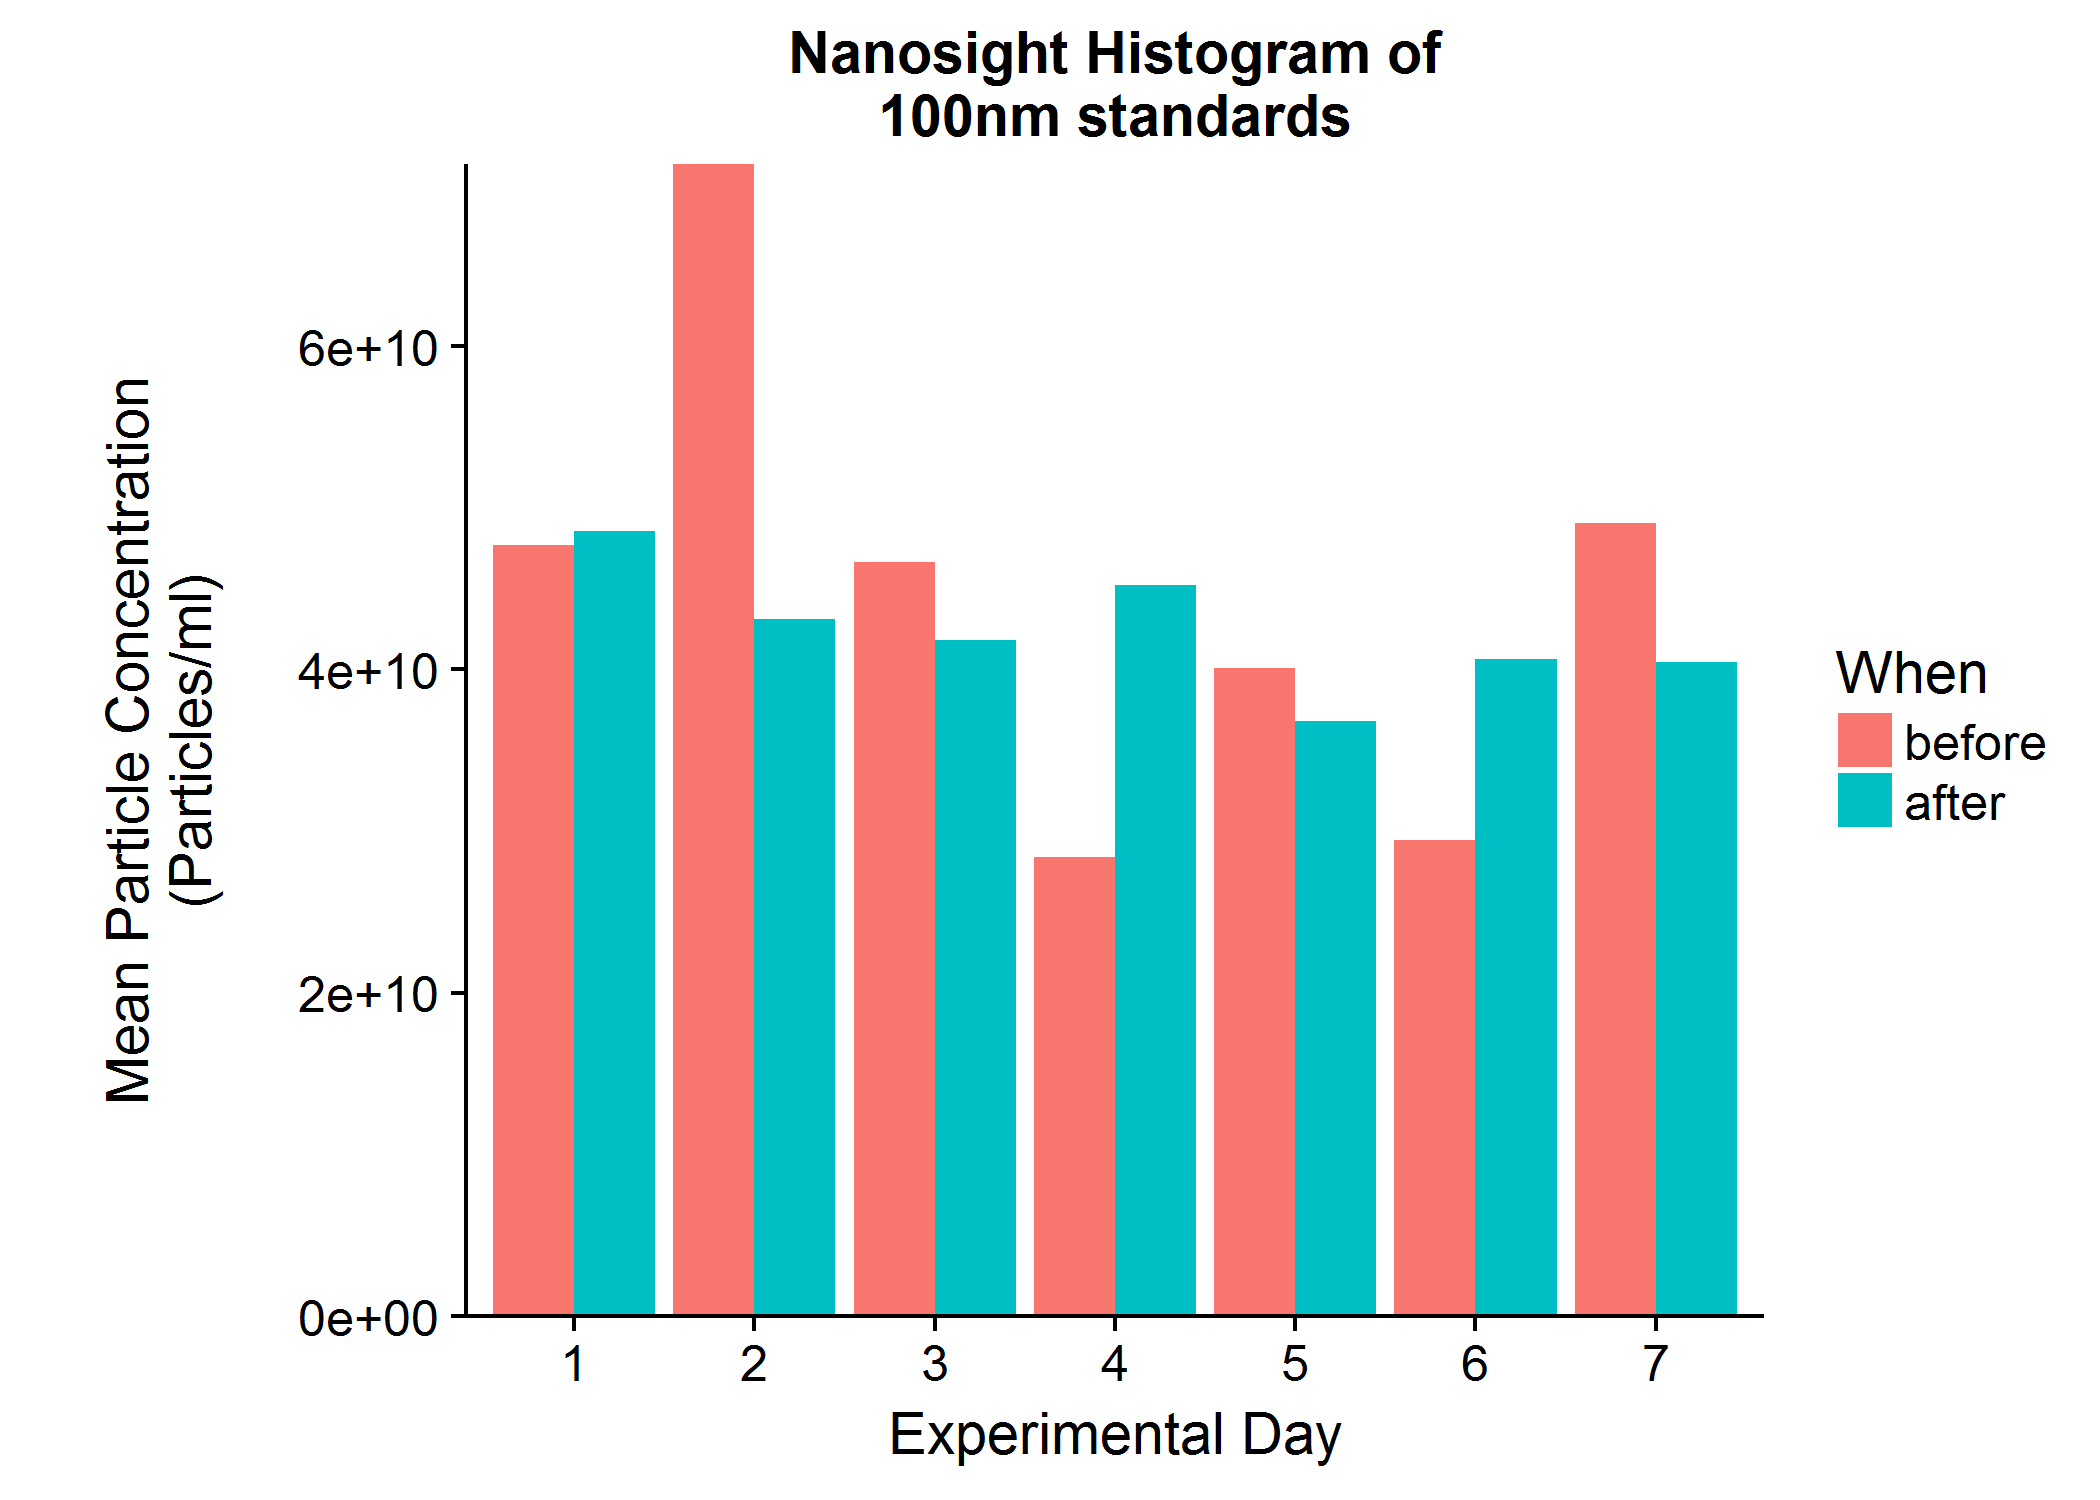 Nanosight Histogram of
100nm standards
Mean Particle Concentration
(Particles/ml)
6e+10
4e+10
2e+10
0e+00
1 2 3 4 5 6 7
Experimental Day
When
before
after